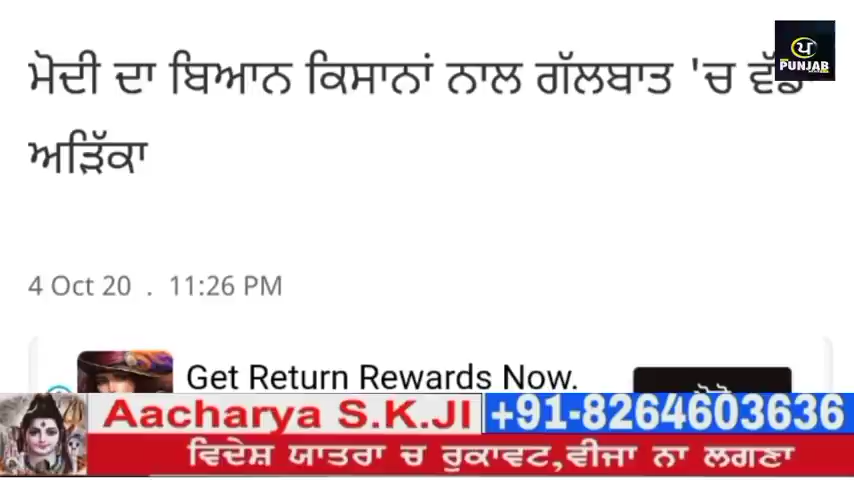 ਪ
PUNJAB
ਮੋਦੀ ਦਾ ਬਿਆਨ ਕਿਸਾਨਾਂ ਨਾਲ ਗੱਲਬਾਤ 'ਚ
ਅੜਿੱਕਾ
4 Oct 20 . 11:26 PM
Get Return Rewards Now.
Aacharya S.K.JI +91-8264603636
ਵਿਦੇਸ਼ ਯਾਤਰਾ ਚ ਰੁਕਾਵਟ,ਵੀਜਾ ਨਾ ਲਗਣਾ